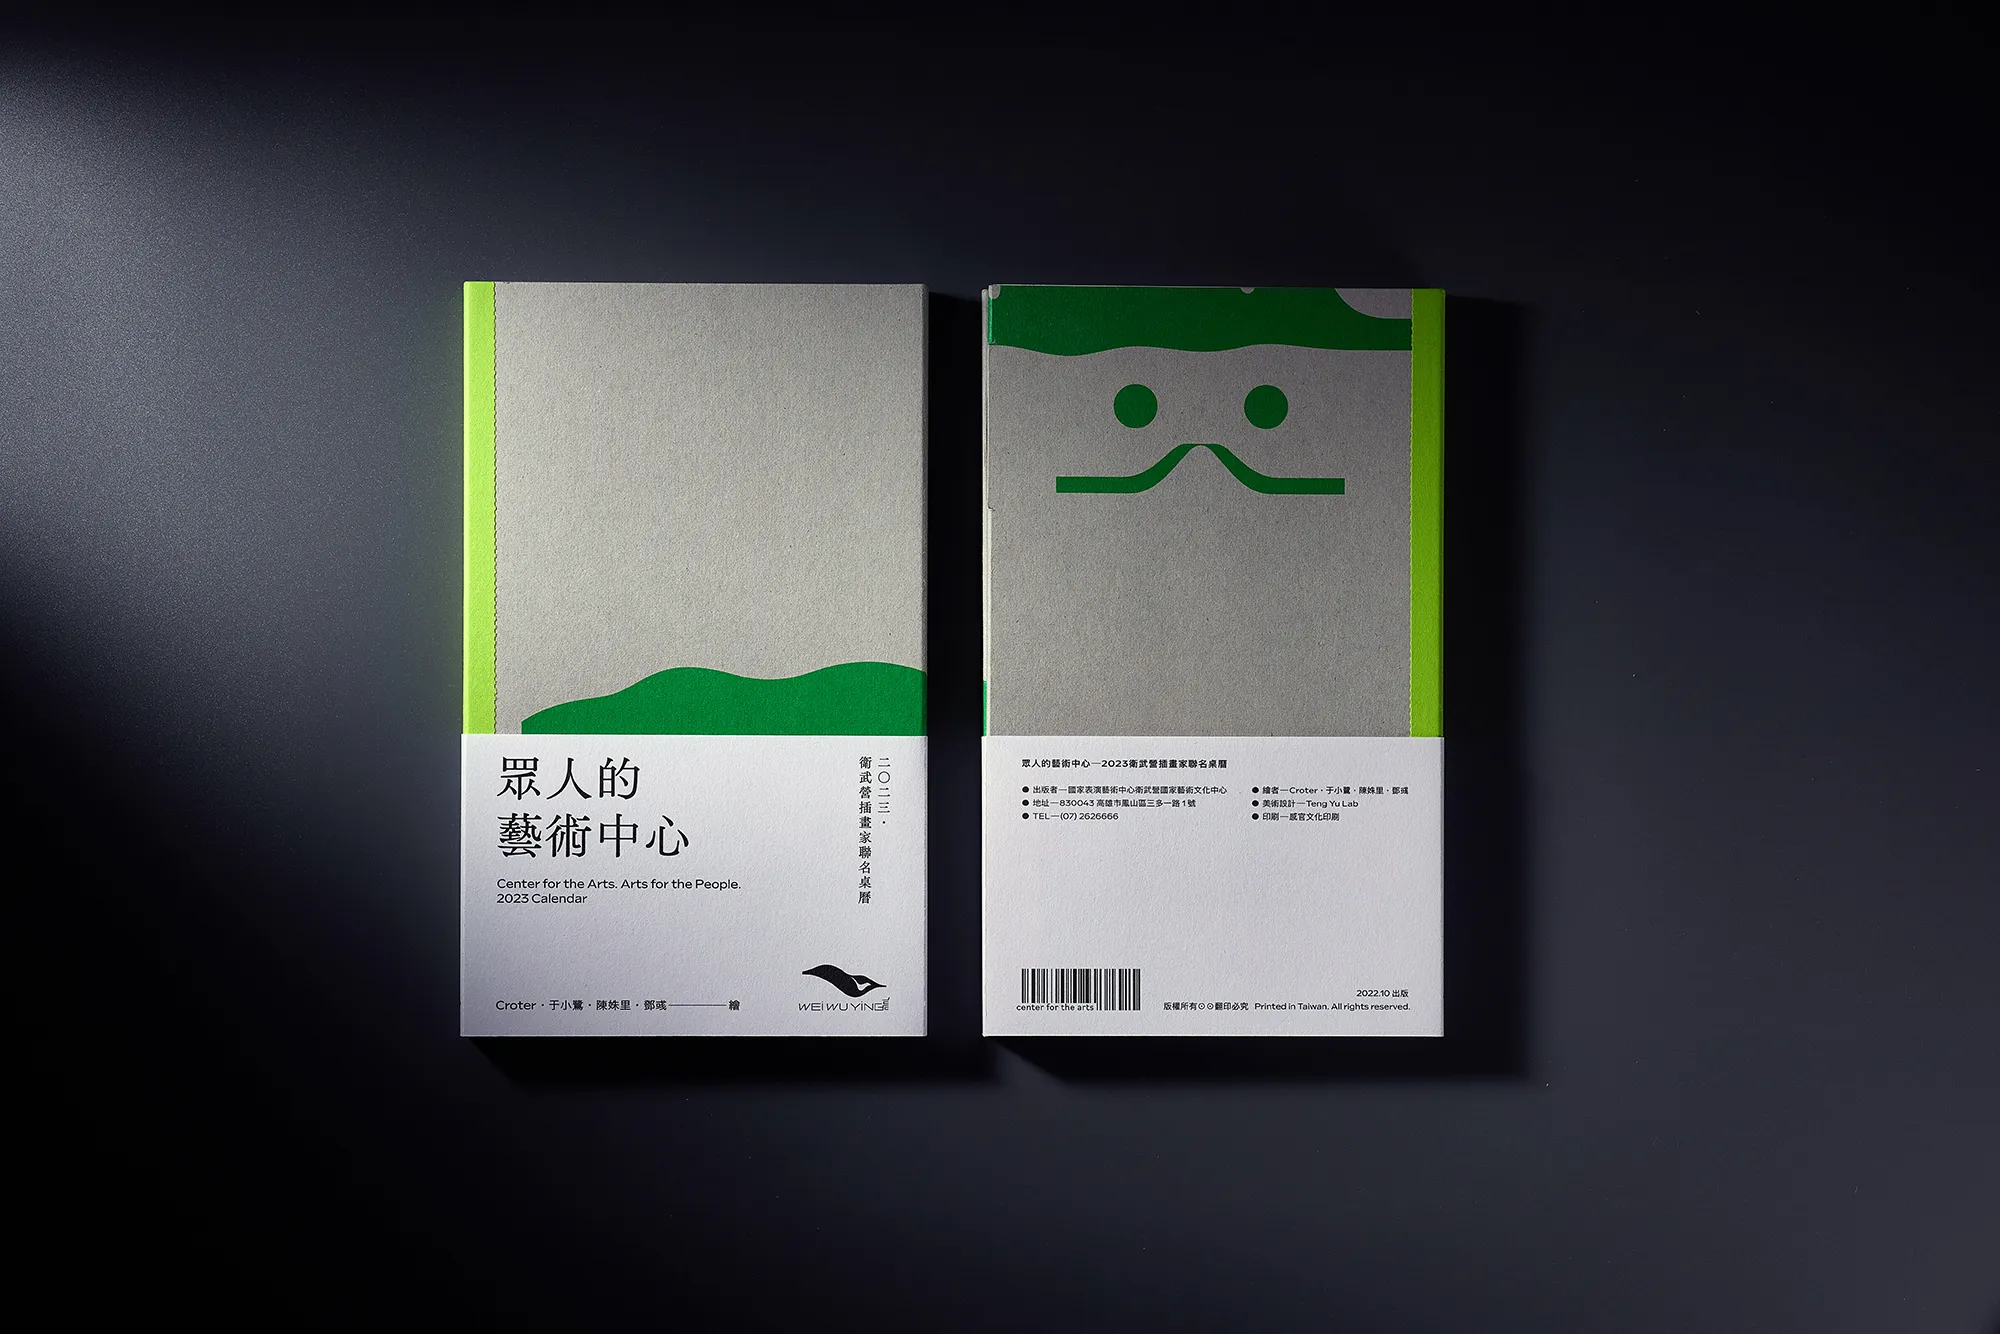 眾人的
藝術中心
Center for the Arts. Arts for the People.
2023 Calendar
二〇二三・
衛武營插畫家聯名桌曆
Croter・于小鷺・陳姝里・鄧彧——繪
WEIWUYING
眾人的藝術中心—2023衛武營插畫家聯名桌曆
● 出版者—國家表演藝術中心衛武營國家藝術文化中心
● 地址—830043 高雄市鳳山區三多一路 1 號
● TEL—(07) 2626666
● 繪者—Croter・于小鷺・陳姝里・鄧彧
● 美術設計—Teng Yu Lab
● 印刷—感官文化印刷
center for the arts
2022.10 出版
版權所有⊙⊙翻印必究 Printed in Taiwan. All rights reserved.